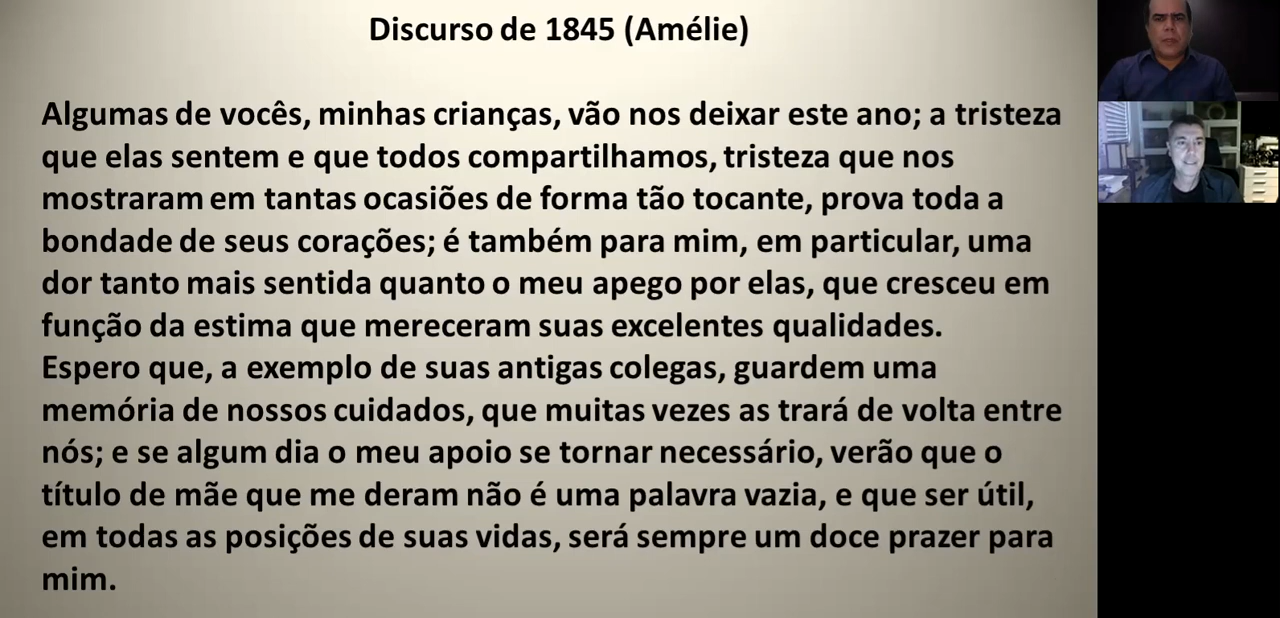 Discurso de 1845 (Amélie)
Algumas de vocês, minhas crianças, vão nos deixar este ano; a tristeza
que elas sentem e que todos compartilhamos, tristeza que nos
mostraram em tantas ocasiões de forma tão tocante, prova toda a
bondade de seus corações; é também para mim, em particular, uma
dor tanto mais sentida quanto o meu apego por elas, que cresceu em
função da estima que mereceram suas excelentes qualidades.
Espero que, a exemplo de suas antigas colegas, guardem uma
memória de nossos cuidados, que muitas vezes as trará de volta entre
nós; e se algum dia o meu apoio se tornar necessário, verão que o
título de mãe que me deram não é uma palavra vazia, e que ser útil,
em todas as posições de suas vidas, será sempre um doce prazer para
mim.